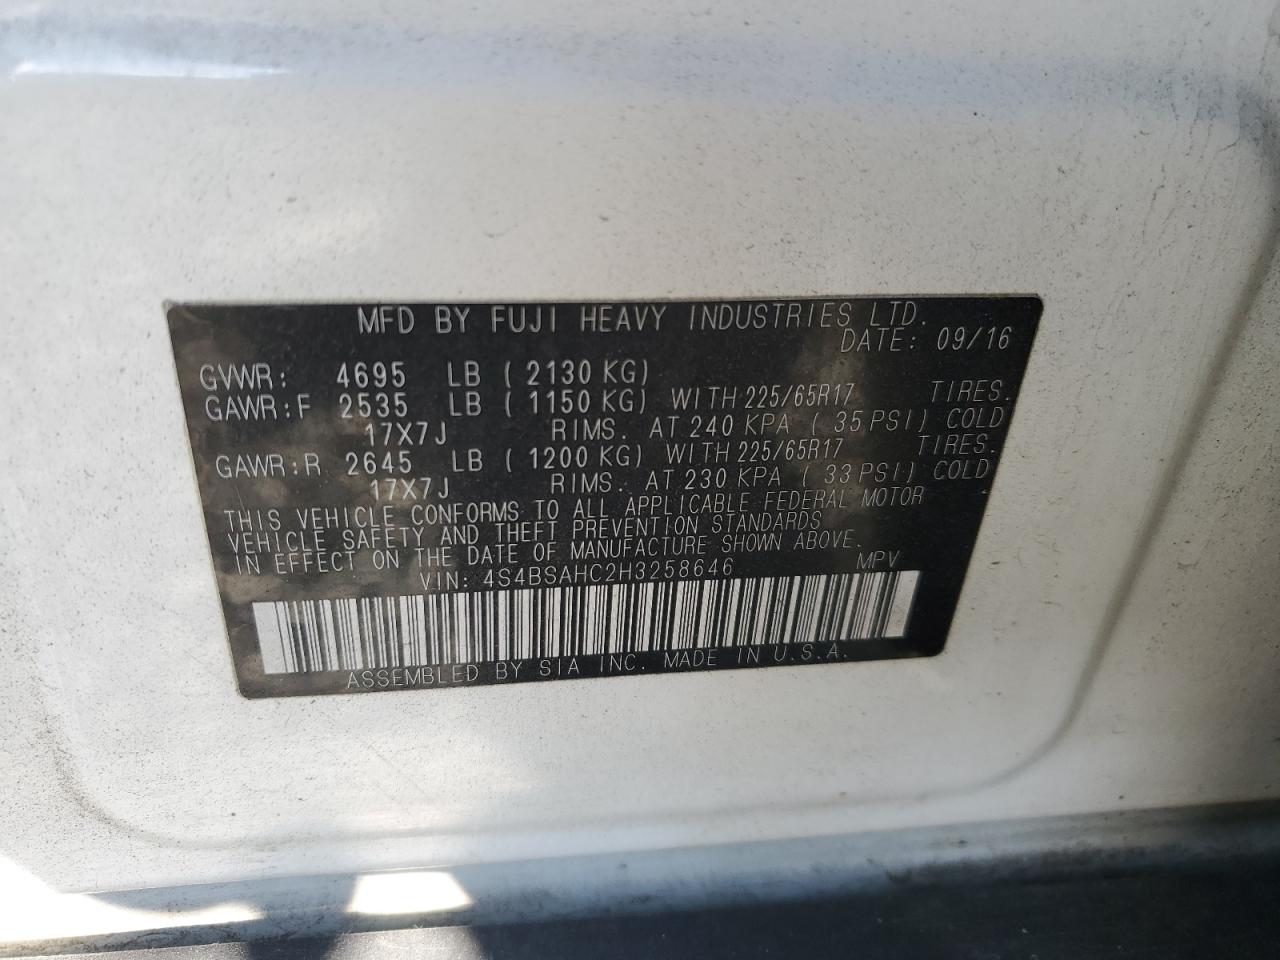 MFD BY FUJI HEAVY INDUSTRIES LTD.
DATE: 09/16
GVWR: 4695 LB ( 2130 KG)
GAWR:F 2535 LB ( 1150 KG) WITH 225/65R17 TIRES.
17X7J RIMS. AT 240 KPA ( 35 PSI) COLD
GAWR:R 2645 LB ( 1200 KG) WITH 225/65R17 TIRES.
17X7J RIMS. AT 230 KPA ( 33 PSI) COLD
THIS VEHICLE CONFORMS TO ALL APPLICABLE FEDERAL MOTOR
VEHICLE SAFETY AND THEFT PREVENTION STANDARDS
IN EFFECT ON THE DATE OF MANUFACTURE SHOWN ABOVE.
VIN: 4S4BSAHC2H3258646 MPV
ASSEMBLED BY SIA INC. MADE IN U.S.A.